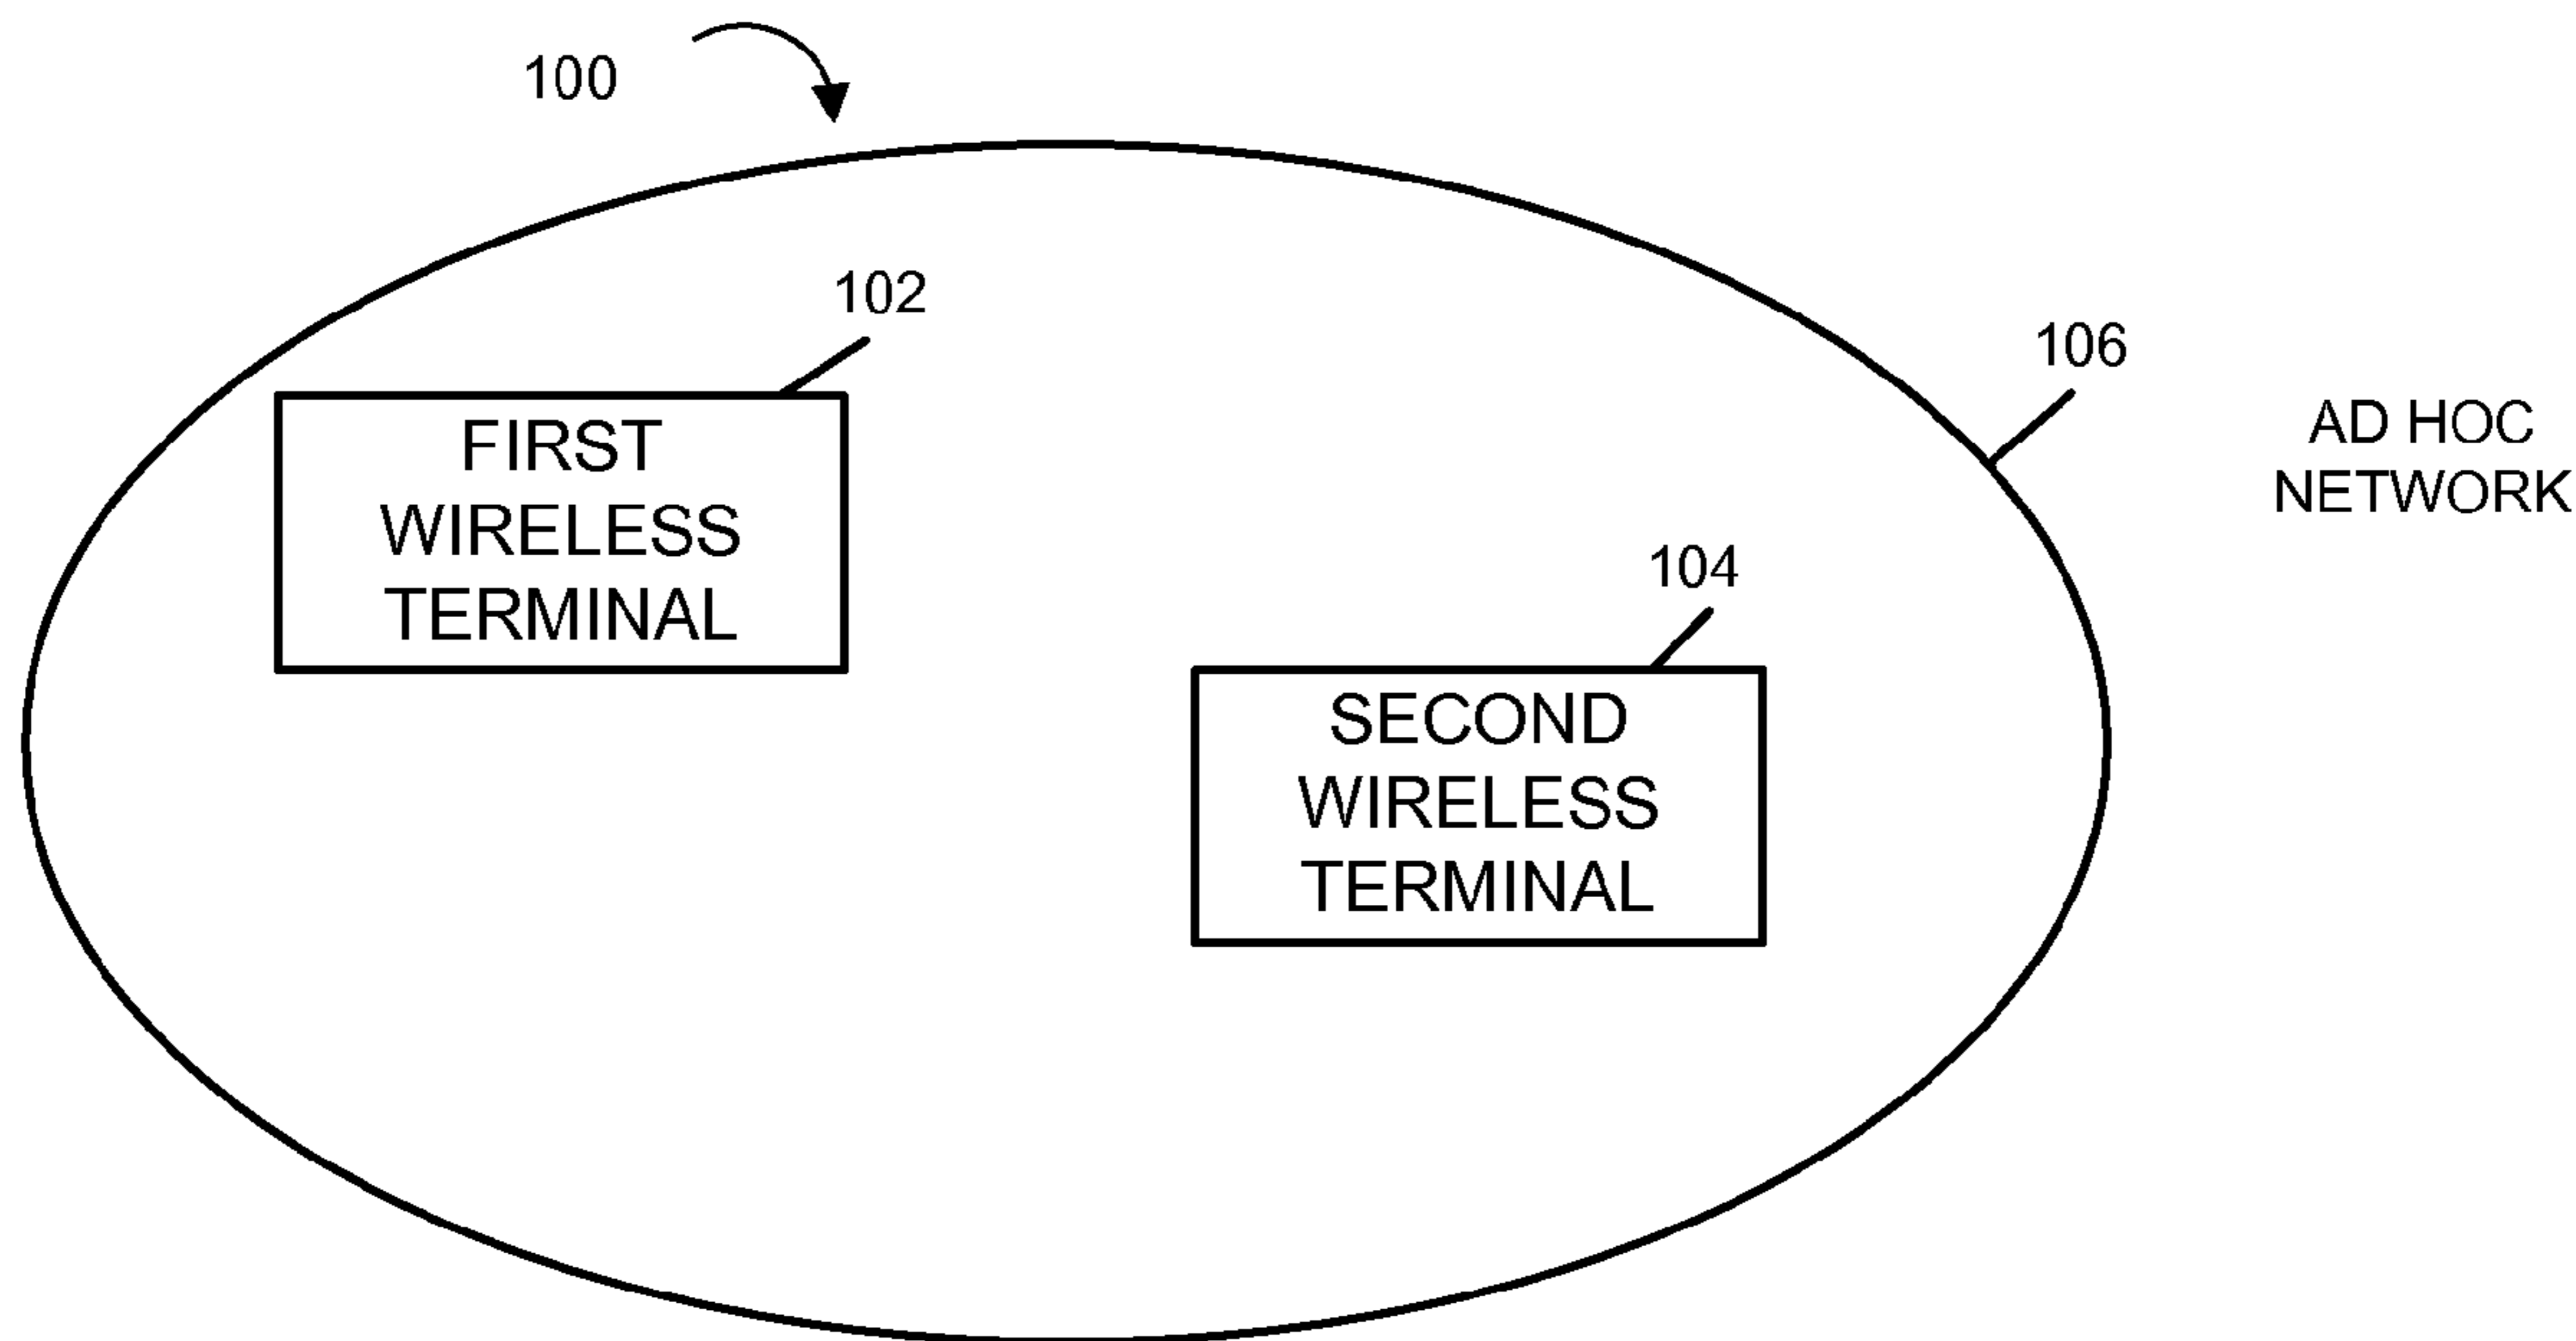 100
102
FIRST
WIRELESS
TERMINAL
106
AD HOC
NETWORK
104
SECOND
WIRELESS
TERMINAL